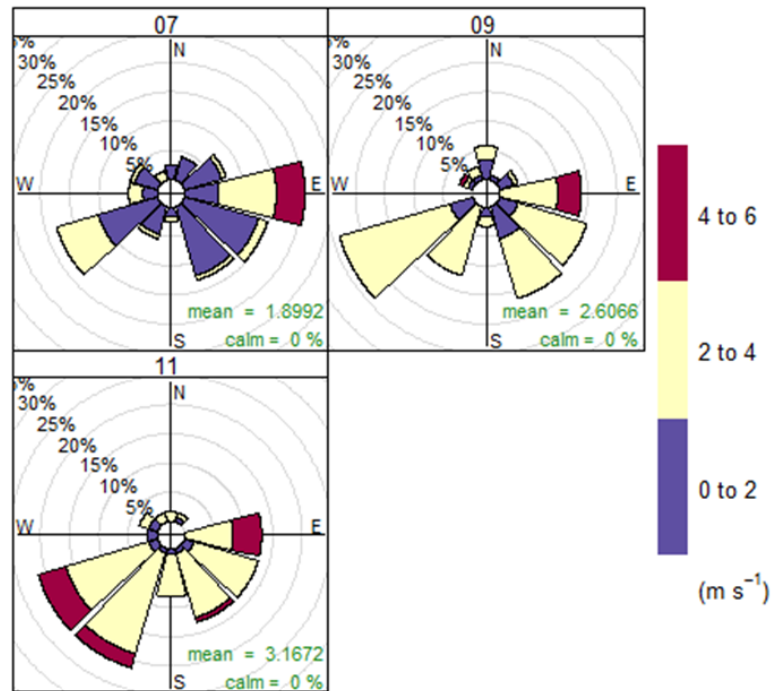 07
N
30%
25%
20%
15%
10%
5%
W
E
mean = 1.8992
S
calm = 0 %
09
N
30%
25%
20%
15%
10%
5%
W
E
mean = 2.6066
S
calm = 0 %
11
N
30%
25%
20%
15%
10%
5%
W
E
mean = 3.1672
S
calm = 0 %
4 to 6
2 to 4
0 to 2
(m s⁻¹)